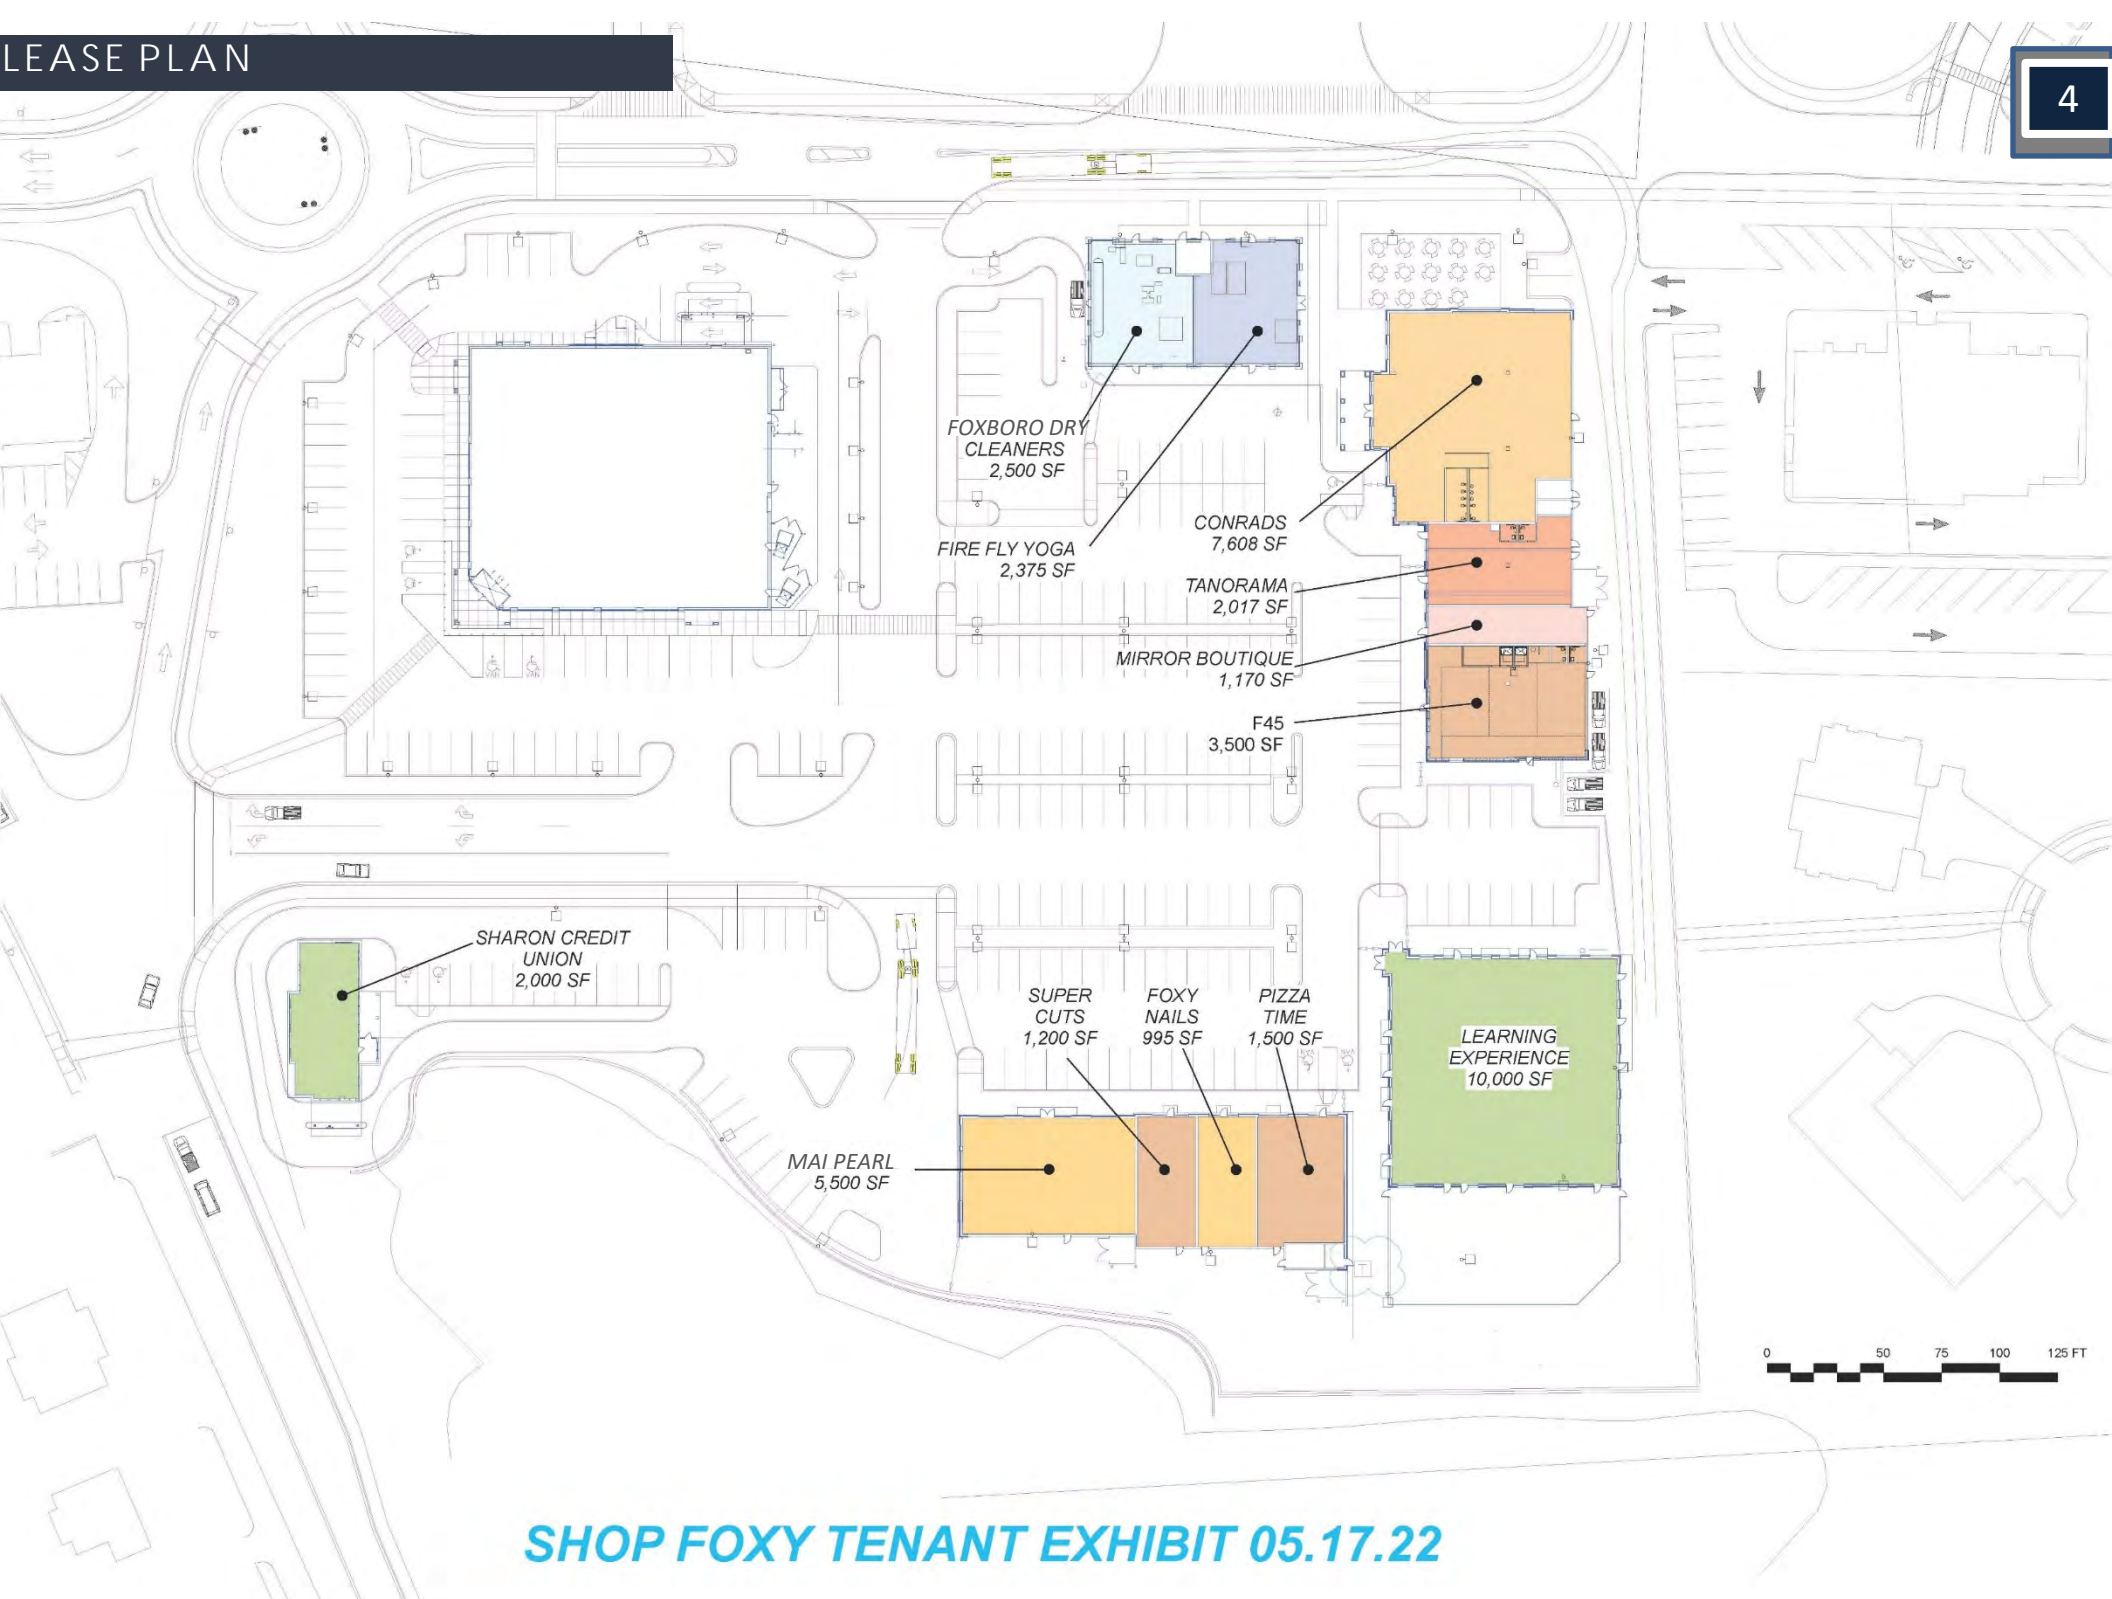 LEASE PLAN
4
FOXBORO DRY
CLEANERS
2,500 SF
CONRADS
7,608 SF
FIRE FLY YOGA
2,375 SF
TANORAMA
2,017 SF
MIRROR BOUTIQUE
1,170 SF
F45
3,500 SF
SHARON CREDIT
UNION
2,000 SF
SUPER
CUTS
1,200 SF
FOXY
NAILS
995 SF
PIZZA
TIME
1,500 SF
LEARNING
EXPERIENCE
10,000 SF
MAI PEARL
5,500 SF
0 50 75 100 125 FT
SHOP FOXY TENANT EXHIBIT 05.17.22